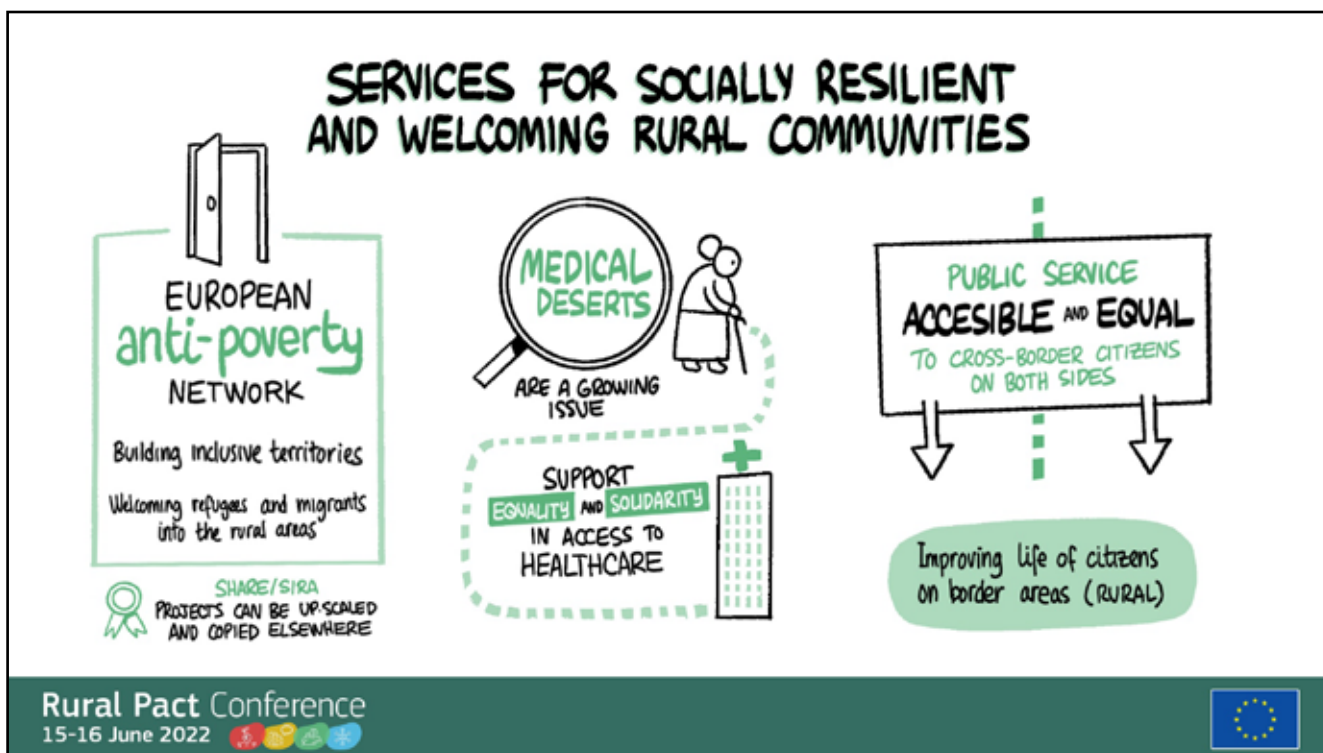 SERVICES FOR SOCIALLY RESILIENT
AND WELCOMING RURAL COMMUNITIES
EUROPEAN
anti-poverty
NETWORK
Building inclusive territories
Welcoming refugees and migrants
into the rural areas
SHARE/SIRA
PROJECTS CAN BE UP-SCALED
AND COPIED ELSEWHERE
MEDICAL
DESERTS
ARE A GROWING
ISSUE
SUPPORT
EQUALITY AND SOLIDARITY
IN ACCESS TO
HEALTHCARE
PUBLIC SERVICE
ACCESIBLE AND EQUAL
TO CROSS-BORDER CITIZENS
ON BOTH SIDES
Improving life of citizens
on border areas (RURAL)
Rural Pact Conference
15-16 June 2022